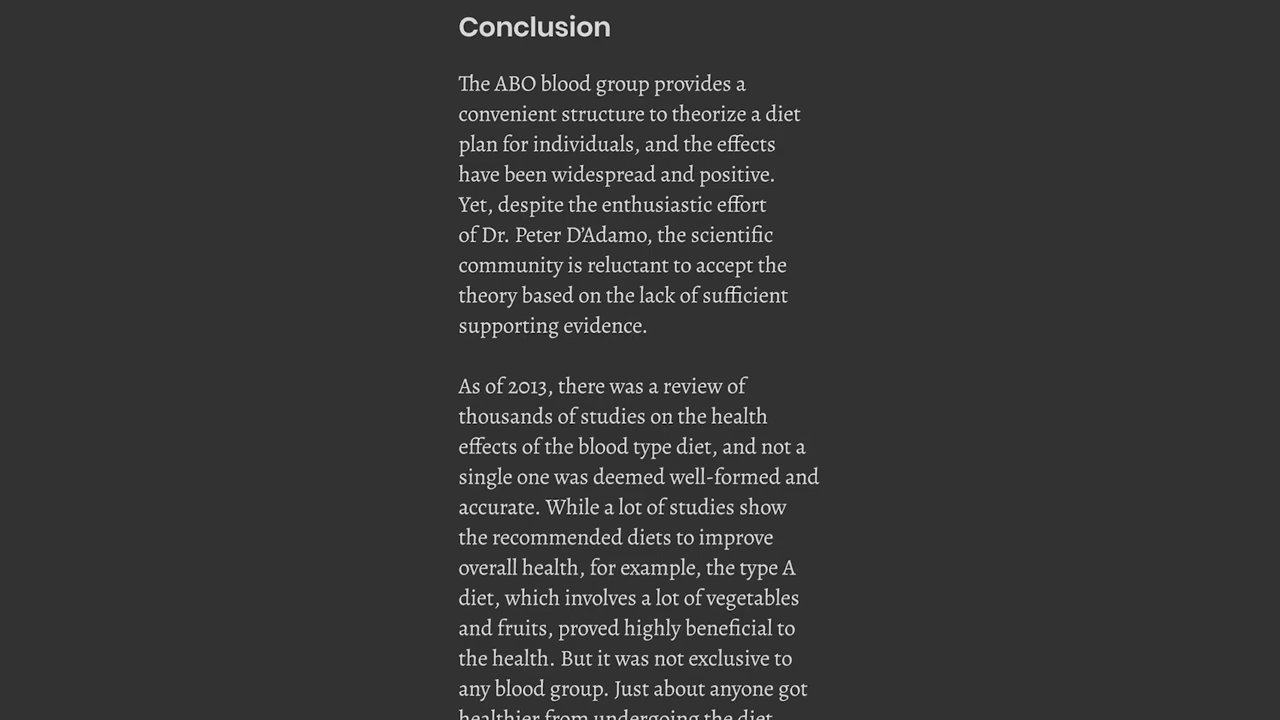 Conclusion
The ABO blood group provides a
convenient structure to theorize a diet
plan for individuals, and the effects
have been widespread and positive.
Yet, despite the enthusiastic effort
of Dr. Peter D’Adamo, the scientific
community is reluctant to accept the
theory based on the lack of sufficient
supporting evidence.
As of 2013, there was a review of
thousands of studies on the health
effects of the blood type diet, and not a
single one was deemed well-formed and
accurate. While a lot of studies show
the recommended diets to improve
overall health, for example, the type A
diet, which involves a lot of vegetables
and fruits, proved highly beneficial to
the health. But it was not exclusive to
any blood group. Just about anyone got
healthier from undergoing the diet